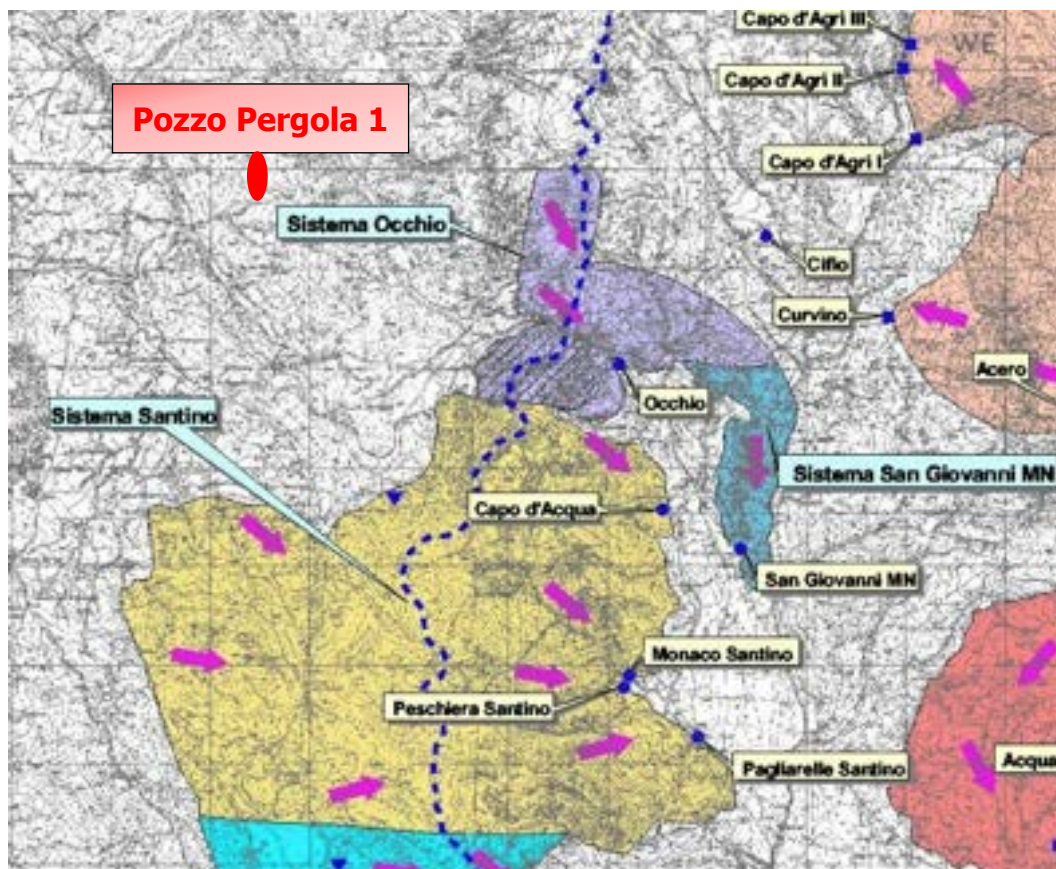 Capo d'Agri III
WE
Capo d'Agri II
Pozzo Pergola 1
Capo d'Agri I
Sistema Occhio
Cifio
Curvino
Acero
Occhio
Sistema Santino
Sistema San Giovanni MN
Capo d'Acqua
San Giovanni MN
Monaco Santino
Peschiera Santino
Pagliarelle Santino
Acqua